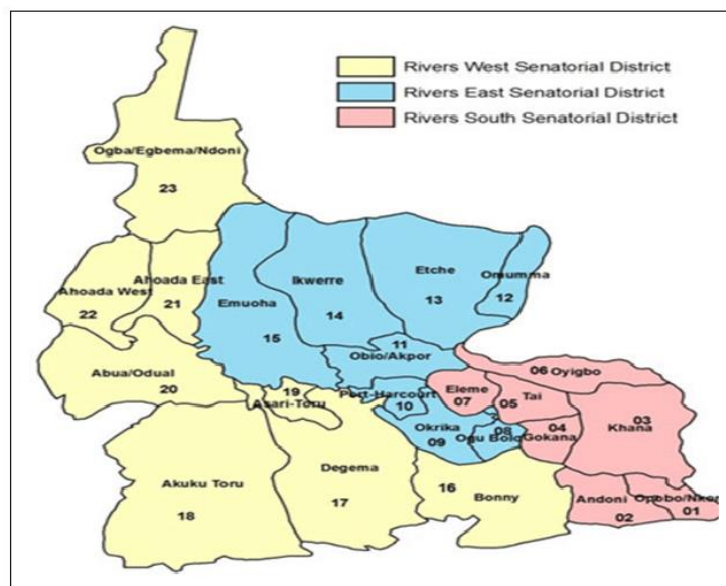 Rivers West Senatorial District
Rivers East Senatorial District
Rivers South Senatorial District
Ogba/Egbema/Ndoni
23
Ahoada East
21
Ahoada West
22
Emuoha
15
Ikwerre
14
Etche
13
Omumma
12
11
Obio/Akpor
06 Oyigbo
Abua/Odual
20
19
Asari-Toru
Port-Harcourt
10
Eleme
07
Tai
05
03
Khana
Okrika
09
08
Ogu Bolo
04
Gokana
Akuku Toru
18
Degema
17
16
Bonny
Andoni
02
Opobo/Nkor
01